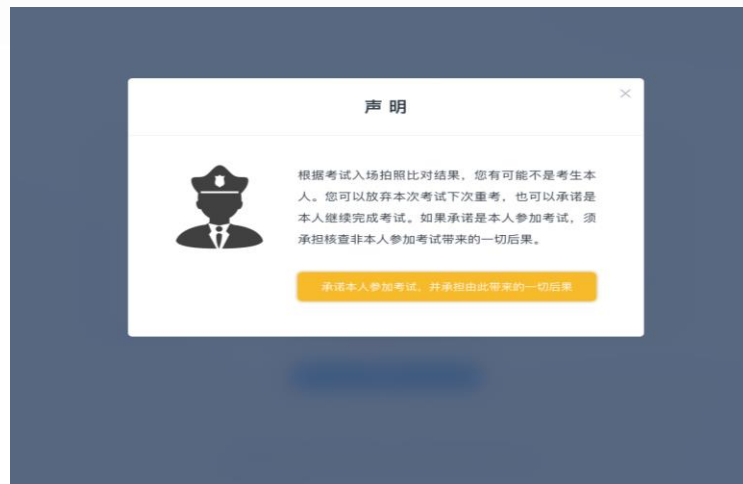 声 明
根据考试入场拍照比对结果，您有可能不是考生本
人。您可以放弃本次考试下次重考，也可以承诺是
本人继续完成考试。如果承诺是本人参加考试，须
承担核查非本人参加考试带来的一切后果。
承诺本人参加考试，并承担由此带来的一切后果